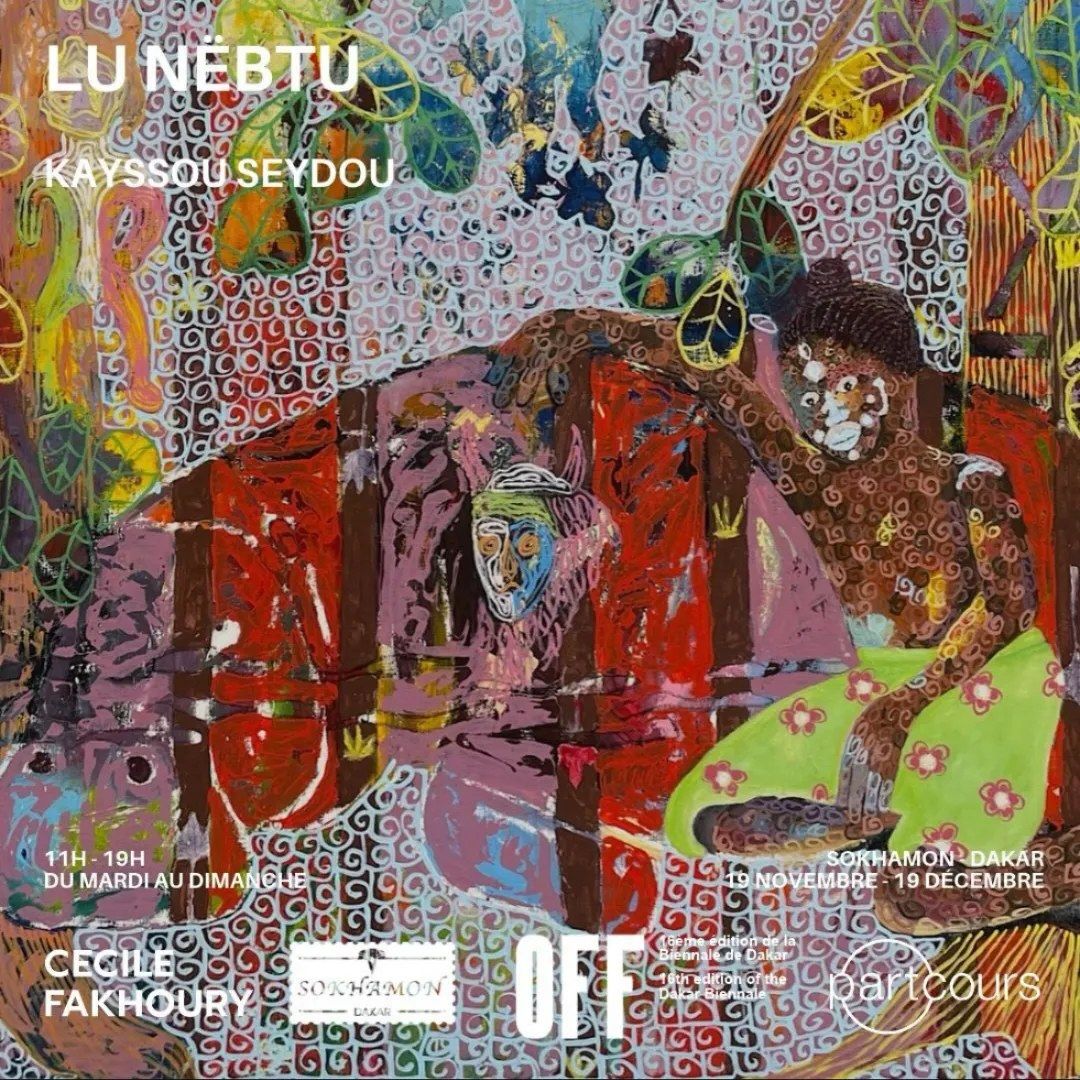 LU NËBTU
KAYSSOU SEYDOU
11H - 19H
DU MARDI AU DIMANCHE
SOKHAMON - DAKAR
19 NOVEMBRE - 19 DÉCEMBRE
CECILE
FAKHOURY
SOKHAMON
DAKAR
OFF
16ème édition de la
Biennale de Dakar
16th edition of the
Dakar Biennale
partcours